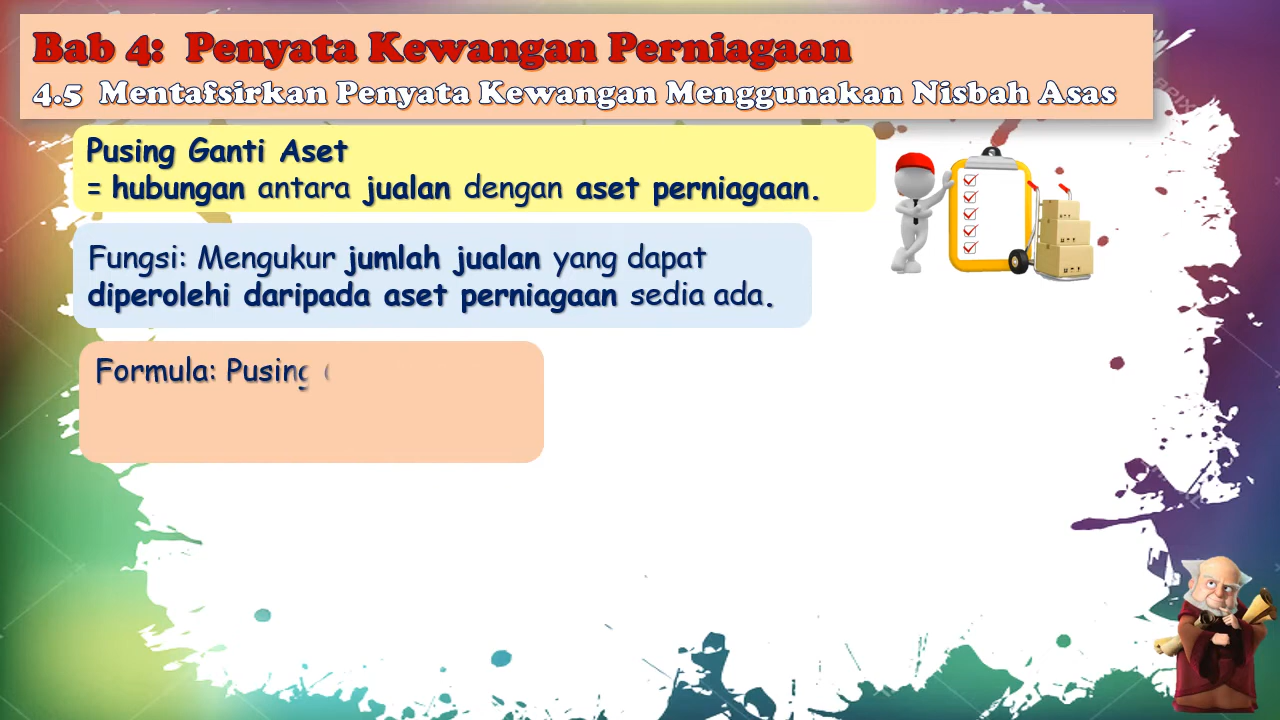 Bab 4: Penyata Kewangan Perniagaan
4.5 Mentafsirkan Penyata Kewangan Menggunakan Nisbah Asas
Pusing Ganti Aset
= hubungan antara jualan dengan aset perniagaan.
Fungsi: Mengukur jumlah jualan yang dapat
diperolehi daripada aset perniagaan sedia ada.
Formula: Pusing